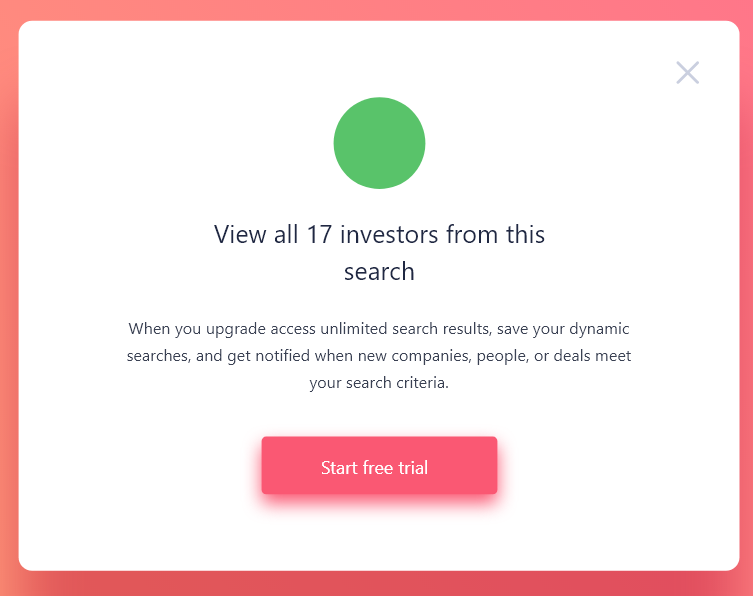 View all 17 investors from this
search
When you upgrade access unlimited search results, save your dynamic
searches, and get notified when new companies, people, or deals meet
your search criteria.
Start free trial